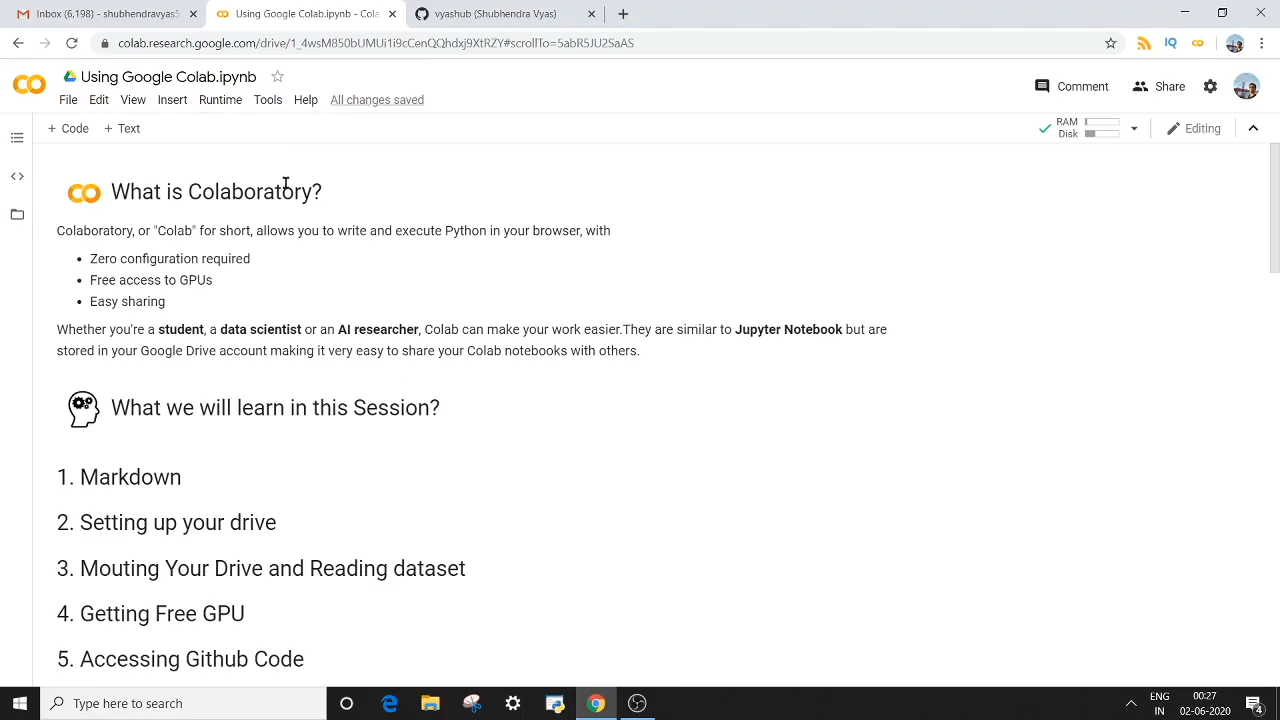 Inbox (6,198) - shubhendravyas5
Using Google Colab.ipynb - Cola
vyashub (Shubhendra Vyas)
colab.research.google.com/drive/1_4wsM850bUMUi1i9cCenQQhdxj9XtRZY#scrollTo=5abR5JU2SaAS
IQ
Using Google Colab.ipynb
File Edit View Insert Runtime Tools Help All changes saved
Comment Share
+ Code + Text
RAM
Disk
Editing
What is Colaboratory?
Colaboratory, or "Colab" for short, allows you to write and execute Python in your browser, with
• Zero configuration required
• Free access to GPUs
• Easy sharing
Whether you're a student, a data scientist or an AI researcher, Colab can make your work easier.They are similar to Jupyter Notebook but are
stored in your Google Drive account making it very easy to share your Colab notebooks with others.
What we will learn in this Session?
1. Markdown
2. Setting up your drive
3. Mouting Your Drive and Reading dataset
4. Getting Free GPU
5. Accessing Github Code
Type here to search
ENG
IN
00:27
02-06-2020
4